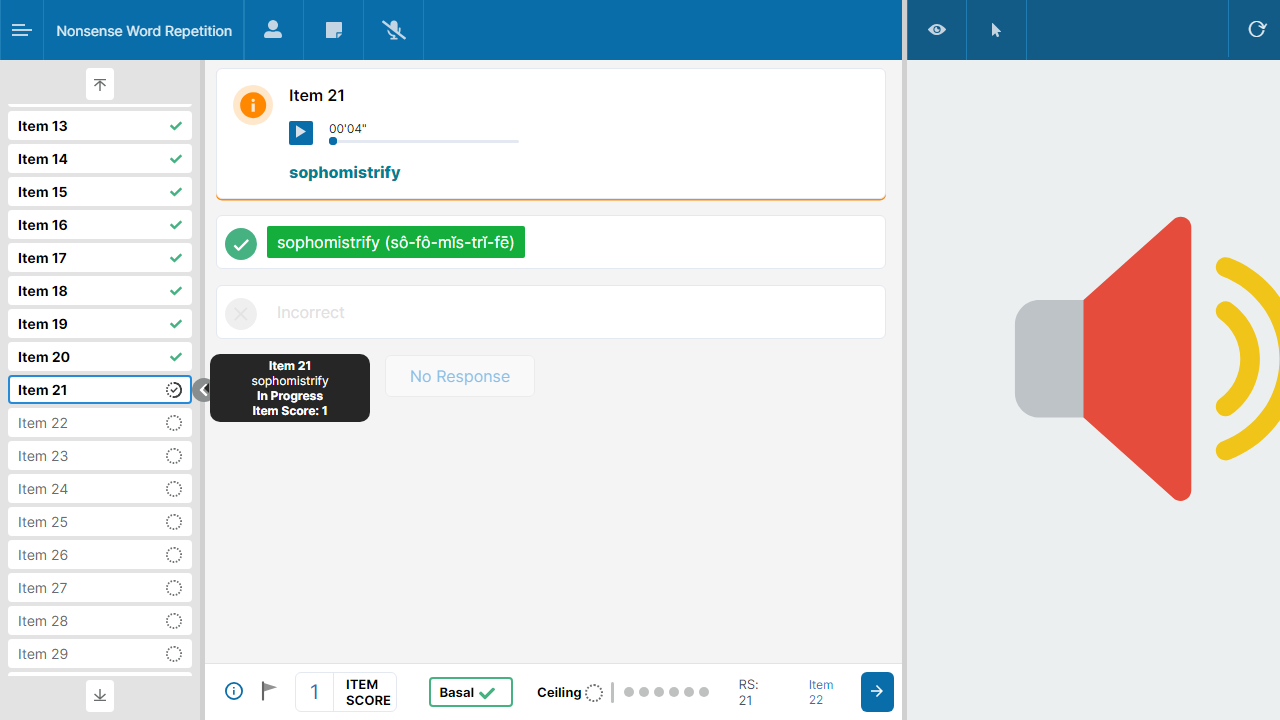 Nonsense Word Repetition
Item 13
Item 14
Item 15
Item 16
Item 17
Item 18
Item 19
Item 20
Item 21
Item 22
Item 23
Item 24
Item 25
Item 26
Item 27
Item 28
Item 29
Item 21
00'04"
sophomistrify
sophomistrify (sô-fô-mĭs-trĭ-fē)
Incorrect
Item 21
sophomistrify
In Progress
Item Score: 1
No Response
1
ITEM
SCORE
Basal
Ceiling
RS:
21
Item
22